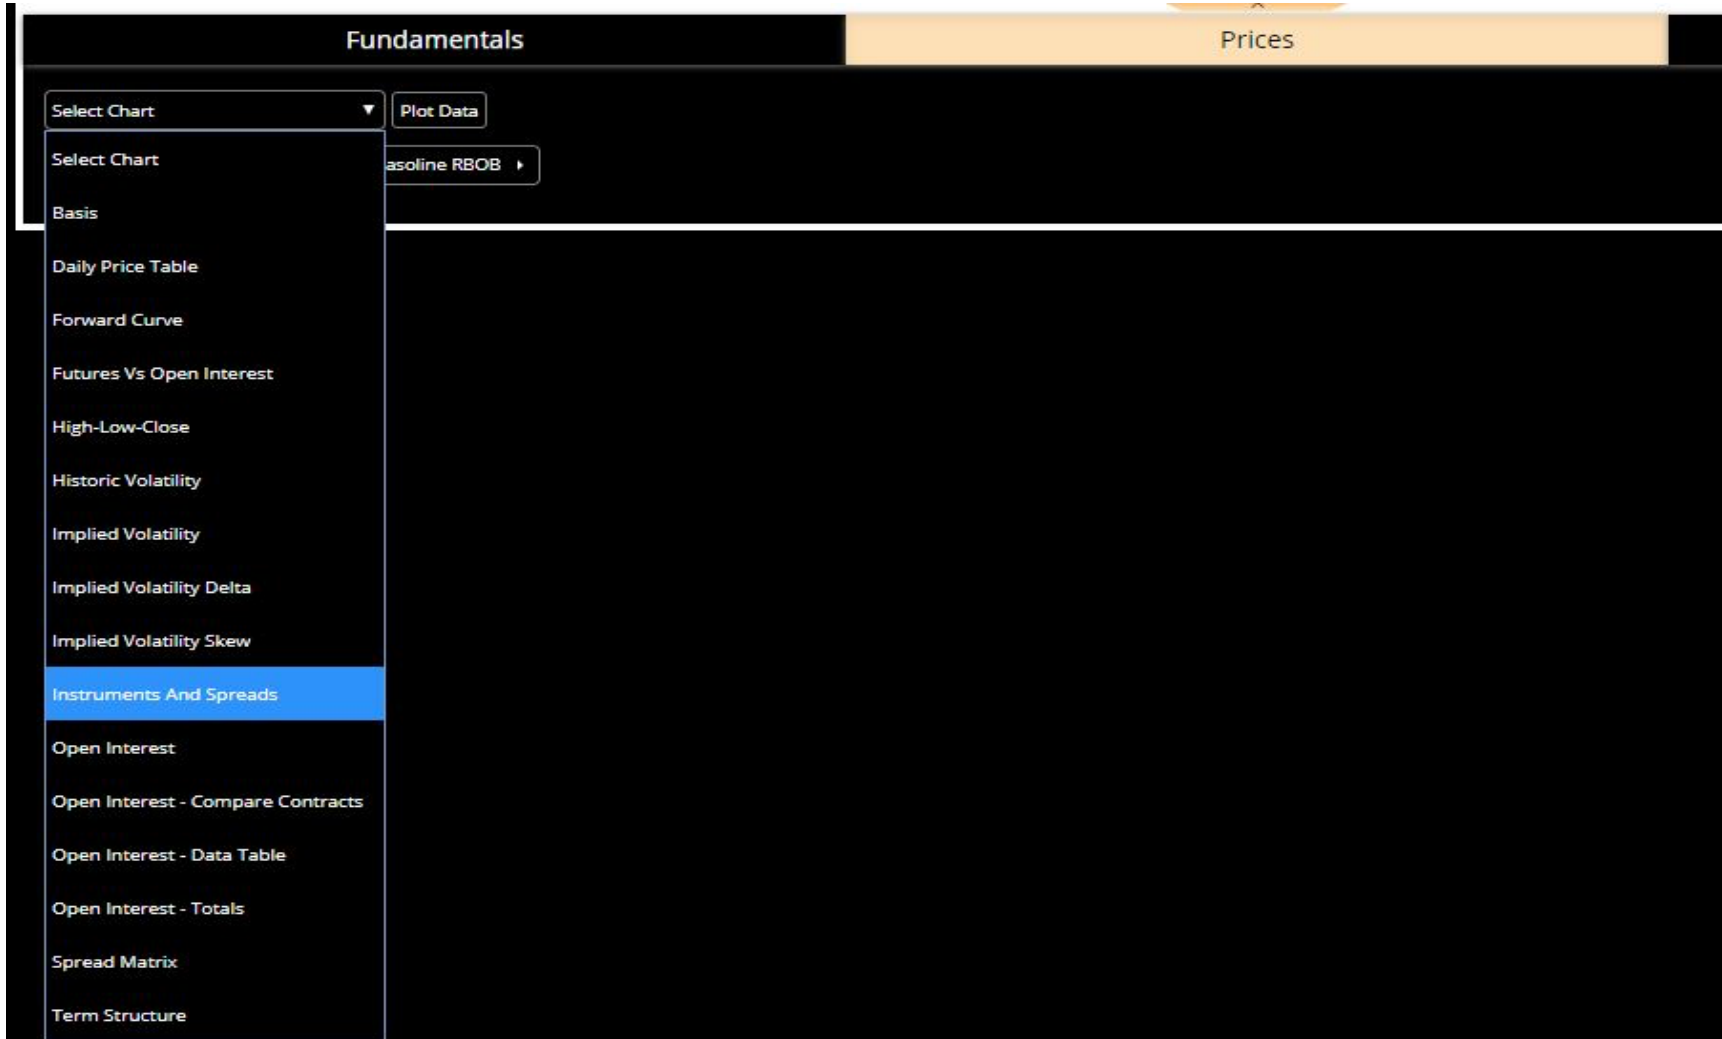 Fundamentals
Prices
Select Chart
Plot Data
Select Chart
asoline RBOB
Basis
Daily Price Table
Forward Curve
Futures Vs Open Interest
High-Low-Close
Historic Volatility
Implied Volatility
Implied Volatility Delta
Implied Volatility Skew
Instruments And Spreads
Open Interest
Open Interest - Compare Contracts
Open Interest - Data Table
Open Interest - Totals
Spread Matrix
Term Structure